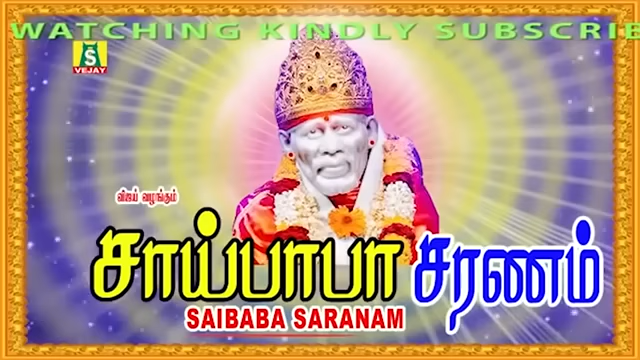 WATCHING KINDLY SUBSCRIBE
S
VEJAY
விஜய் வழங்கும்
சாய்பாபா சரணம்
SAIBABA SARANAM